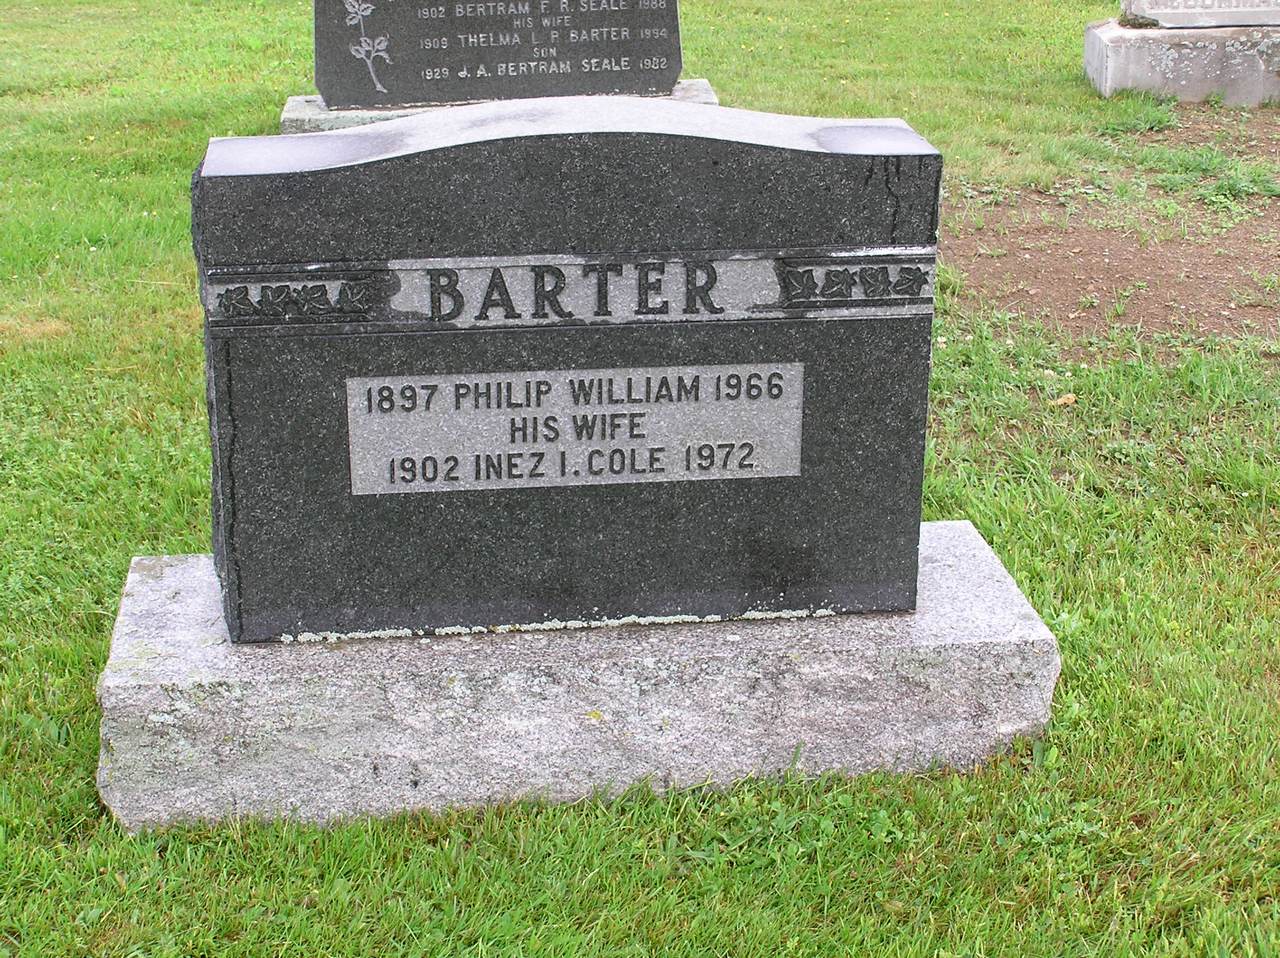 1902 BERTRAM F. R. SEALE 1988
HIS WIFE
1909 THELMA L. P. BARTER 1994
SON
1929 J. A. BERTRAM SEALE 1982
BARTER
1897 PHILIP WILLIAM 1966
HIS WIFE
1902 INEZ I. COLE 1972